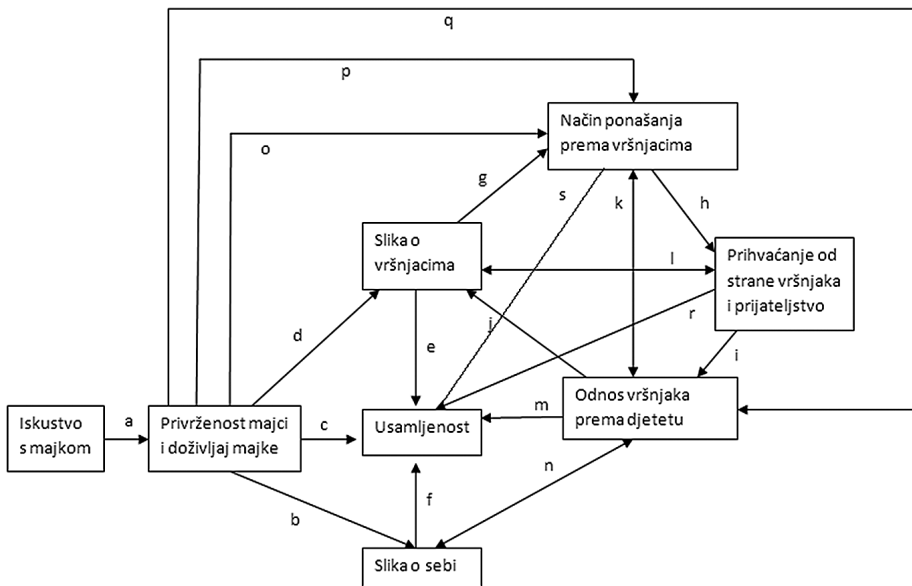 q
p
Način ponašanja
prema vršnjacima
o
g
s
k
h
Slika o
vršnjacima
l
Prihvaćanje od
strane vršnjaka
i prijateljstvo
d
e
j
r
i
Iskustvo
s majkom
a
Privrženost majci
i doživljaj majke
c
Usamljenost
m
Odnos vršnjaka
prema djetetu
b
f
n
Slika o sebi